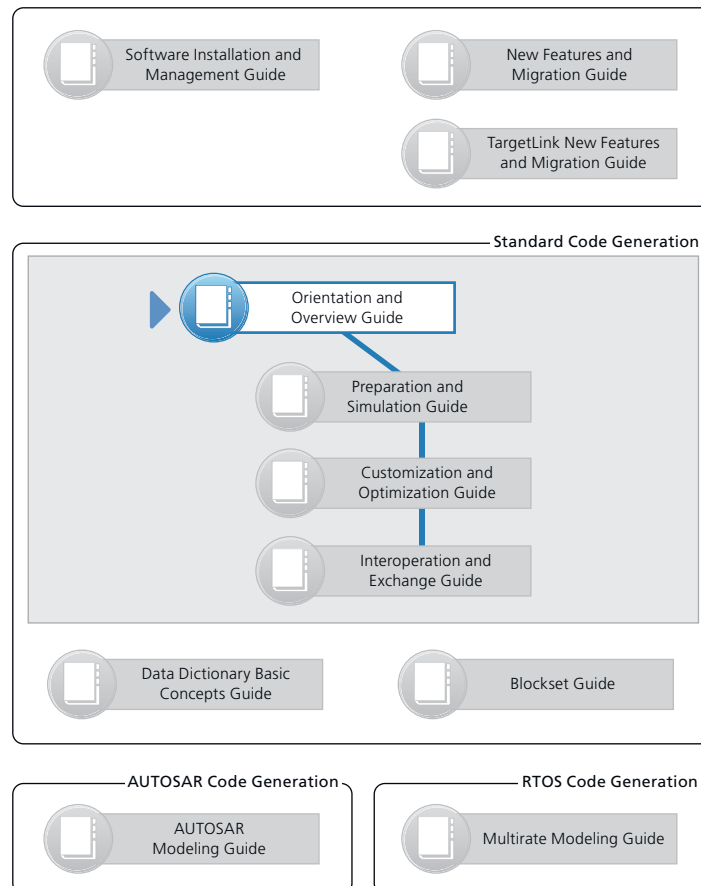 Software Installation and
Management Guide
New Features and
Migration Guide
TargetLink New Features
and Migration Guide
Standard Code Generation
Orientation and
Overview Guide
Preparation and
Simulation Guide
Customization and
Optimization Guide
Interoperation and
Exchange Guide
Data Dictionary Basic
Concepts Guide
Blockset Guide
AUTOSAR Code Generation
AUTOSAR
Modeling Guide
RTOS Code Generation
Multirate Modeling Guide